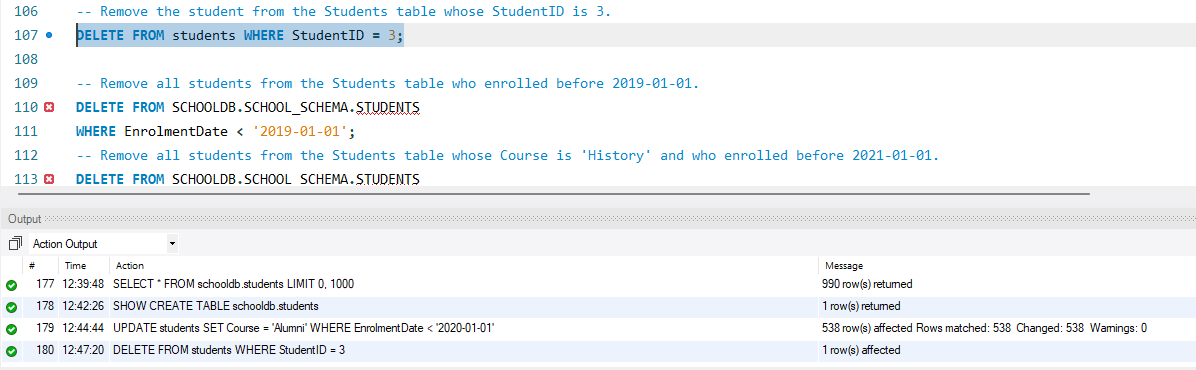 106 -- Remove the student from the Students table whose StudentID is 3.
107 DELETE FROM students WHERE StudentID = 3;
108
109 -- Remove all students from the Students table who enrolled before 2019-01-01.
110 DELETE FROM SCHOOLDB.SCHOOL_SCHEMA.STUDENTS
111 WHERE EnrolmentDate < '2019-01-01';
112 -- Remove all students from the Students table whose Course is 'History' and who enrolled before 2021-01-01.
113 DELETE FROM SCHOOLDB.SCHOOL SCHEMA.STUDENTS
Output
Action Output
# Time Action Message
177 12:39:48 SELECT * FROM schooldb.students LIMIT 0, 1000 990 row(s) returned
178 12:42:26 SHOW CREATE TABLE schooldb.students 1 row(s) returned
179 12:44:44 UPDATE students SET Course = 'Alumni' WHERE EnrolmentDate < '2020-01-01' 538 row(s) affected Rows matched: 538 Changed: 538 Warnings: 0
180 12:47:20 DELETE FROM students WHERE StudentID = 3 1 row(s) affected